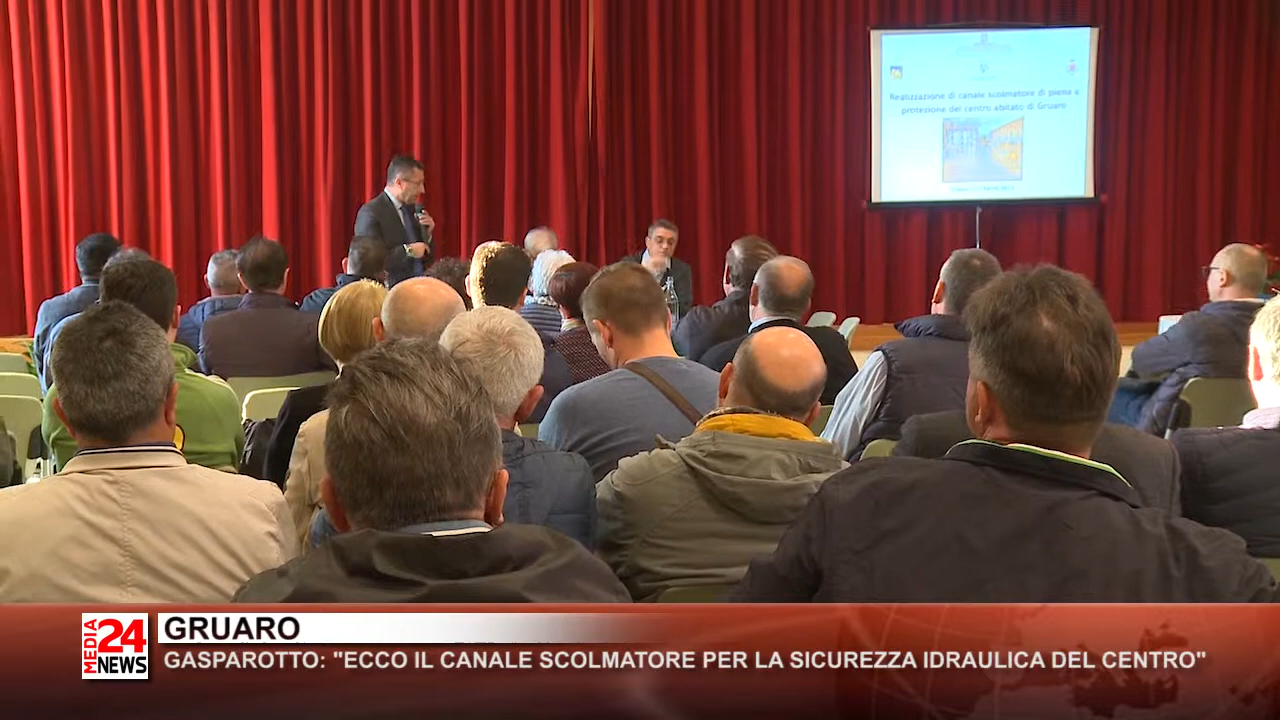 Realizzazione di canale scolmatore di piena e
protezione del centro abitato di Gruaro
MEDIA
24
NEWS
GRUARO
GASPAROTTO: "ECCO IL CANALE SCOLMATORE PER LA SICUREZZA IDRAULICA DEL CENTRO"